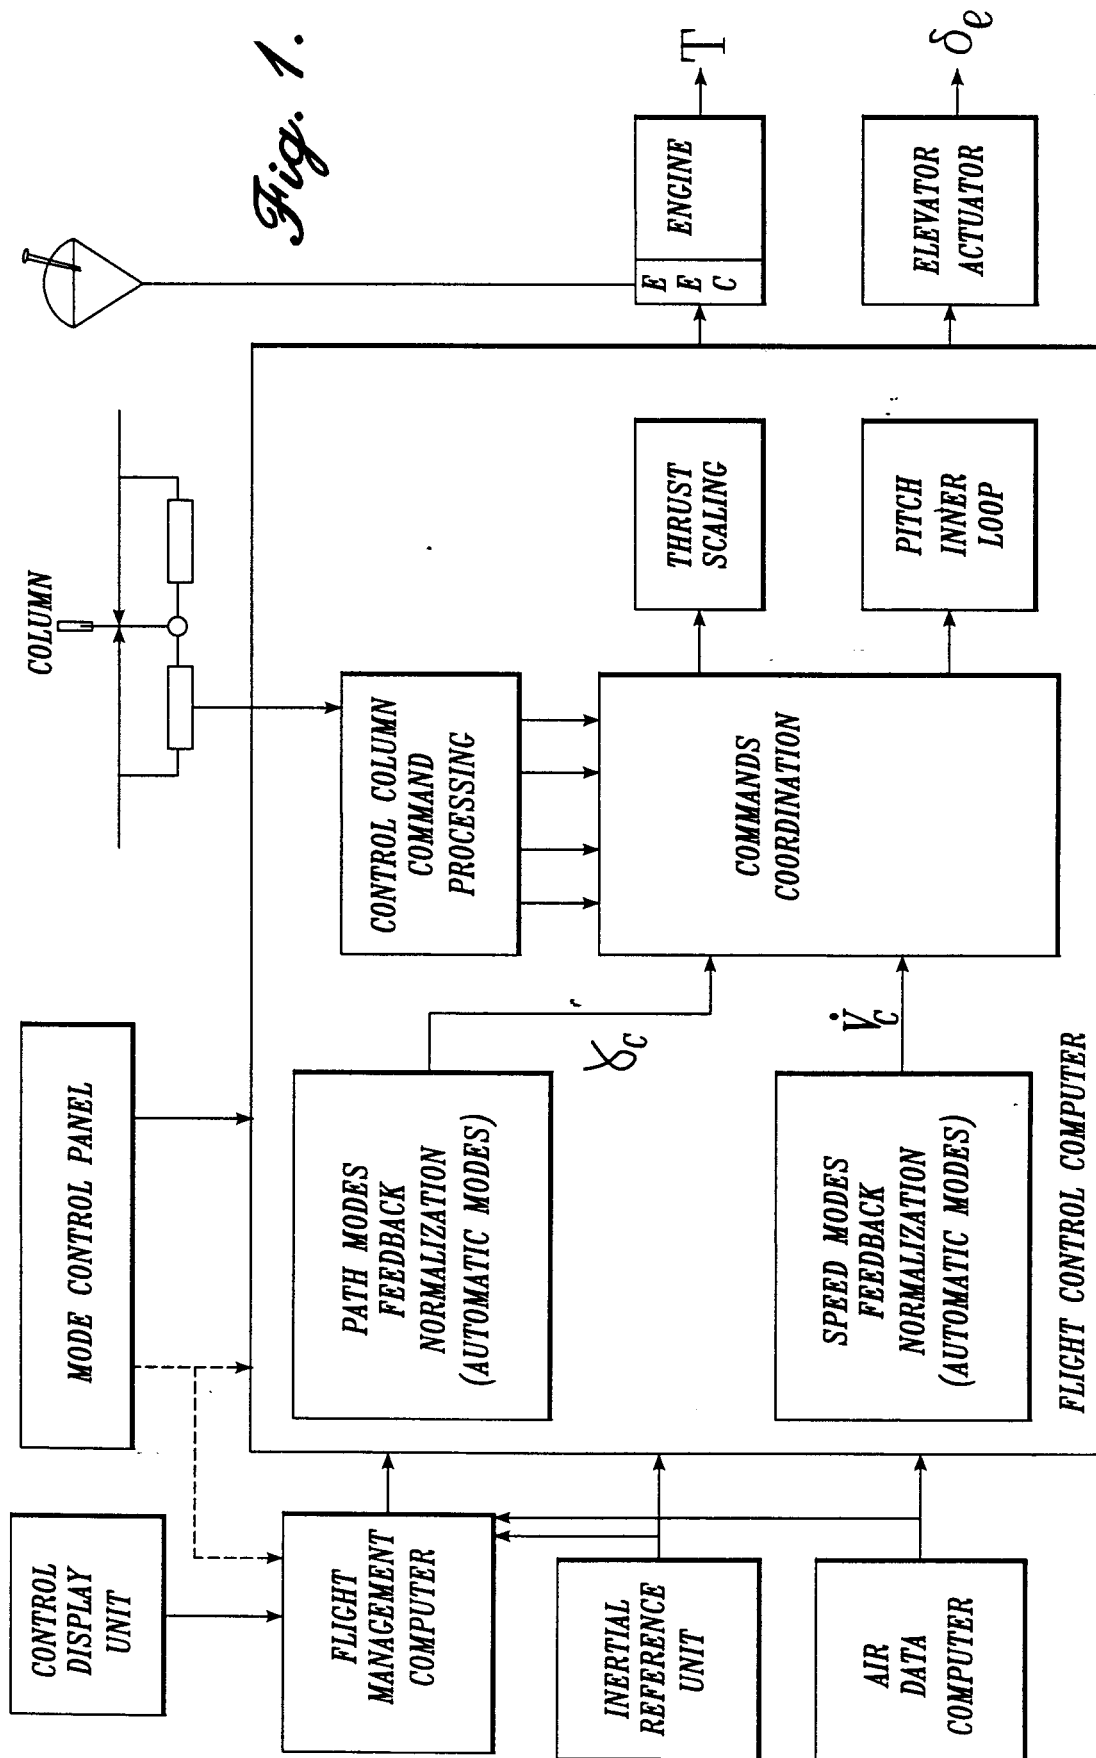 Fig. 1.
CONTROL
DISPLAY
UNIT
MODE CONTROL PANEL
COLUMN
FLIGHT
MANAGEMENT
COMPUTER
PATH MODES
FEEDBACK
NORMALIZATION
(AUTOMATIC MODES)
CONTROL COLUMN
COMMAND
PROCESSING
γc
INERTIAL
REFERENCE
UNIT
COMMANDS
COORDINATION
THRUST
SCALING
E E C
ENGINE
T
AIR
DATA
COMPUTER
SPEED MODES
FEEDBACK
NORMALIZATION
(AUTOMATIC MODES)
V̇c
PITCH
INNER
LOOP
ELEVATOR
ACTUATOR
δe
FLIGHT CONTROL COMPUTER